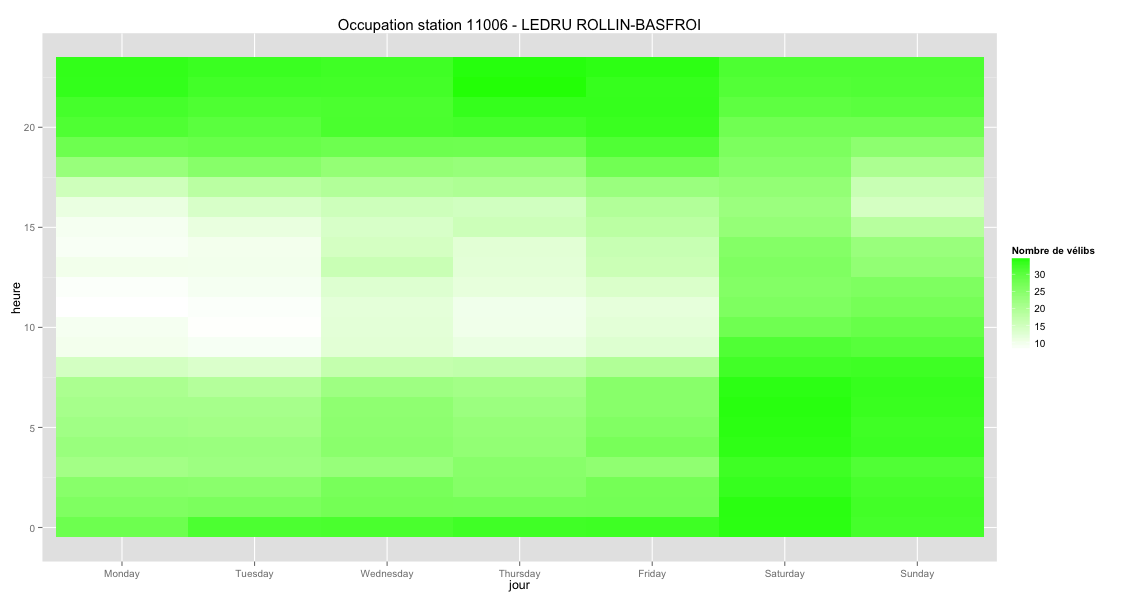 Occupation station 11006 - LEDRU ROLLIN-BASFROI
heure
20
15
10
5
0
Monday Tuesday Wednesday Thursday Friday Saturday Sunday
jour
Nombre de vélibs
30
25
20
15
10